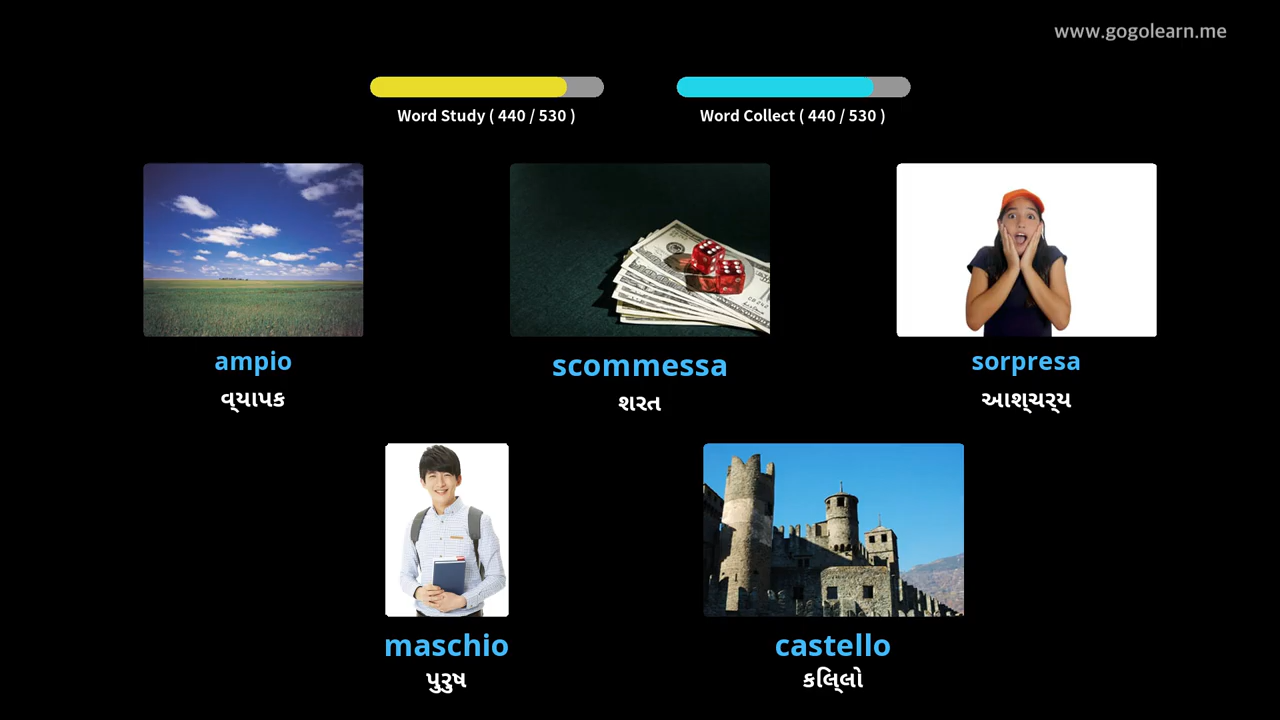 www.gogolearn.me
Word Study ( 440 / 530 )
Word Collect ( 440 / 530 )
ampio
વ્યાપક
scommessa
શરત
sorpresa
આશ્ચર્ય
maschio
પુરુષ
castello
કિલ્લો